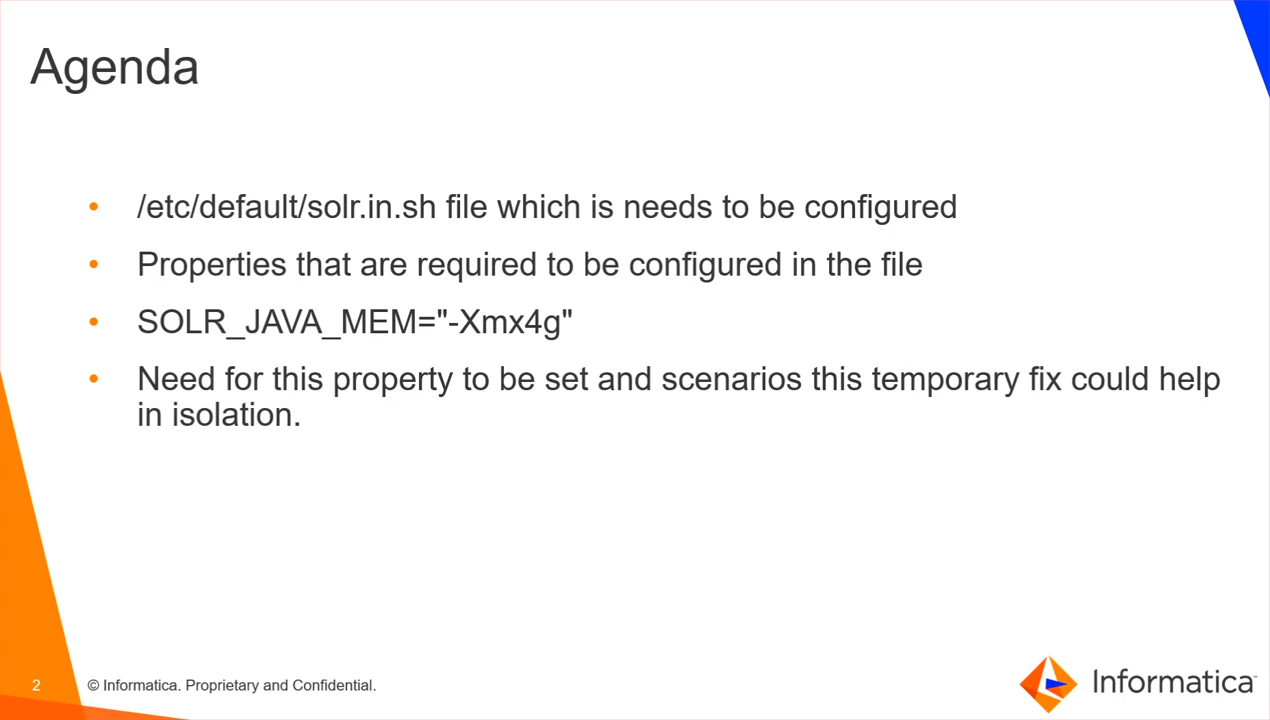 Agenda
• /etc/default/solr.in.sh file which is needs to be configured
• Properties that are required to be configured in the file
• SOLR_JAVA_MEM="-Xmx4g"
• Need for this property to be set and scenarios this temporary fix could help
in isolation.
2 © Informatica. Proprietary and Confidential.
Informatica™